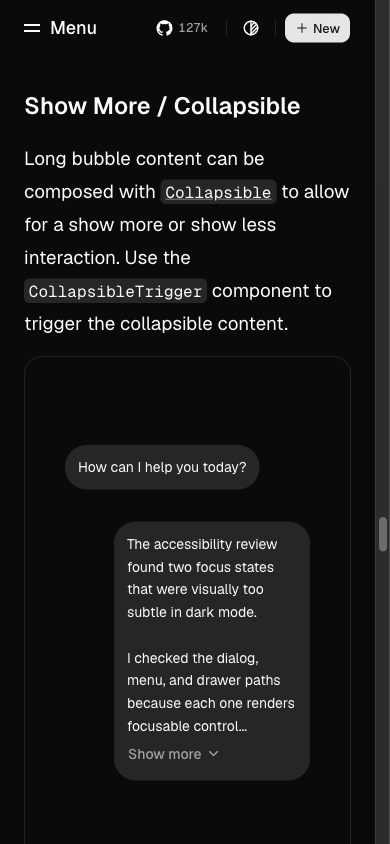 Menu
127k
New
Show More / Collapsible
Long bubble content can be
composed with Collapsible to allow
for a show more or show less
interaction. Use the
CollapsibleTrigger component to
trigger the collapsible content.
How can I help you today?
The accessibility review
found two focus states
that were visually too
subtle in dark mode.
I checked the dialog,
menu, and drawer paths
because each one renders
focusable control...
Show more